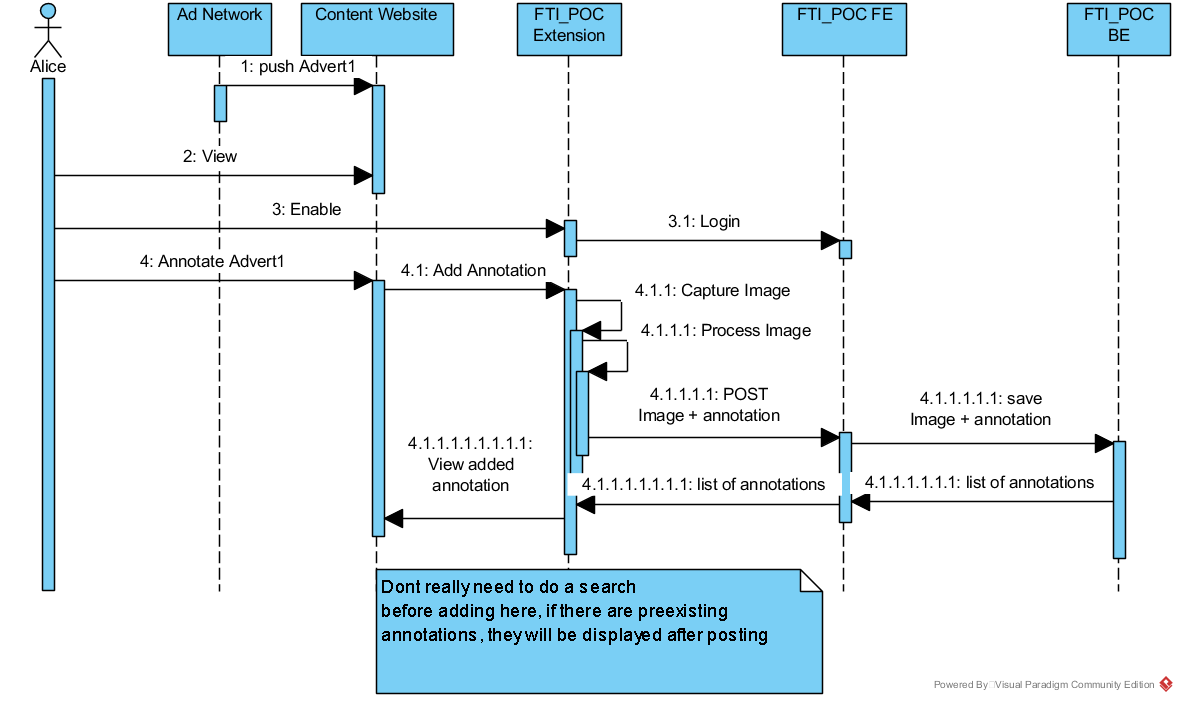 Alice
Ad Network
Content Website
FTI_POC
Extension
FTI_POC FE
FTI_POC
BE
1: push Advert1
2: View
3: Enable
3.1: Login
4: Annotate Advert1
4.1: Add Annotation
4.1.1: Capture Image
4.1.1.1: Process Image
4.1.1.1.1: POST
Image + annotation
4.1.1.1.1.1: save
Image + annotation
4.1.1.1.1.1.1: list of annotations
4.1.1.1.1.1.1.1: list of annotations
4.1.1.1.1.1.1.1.1:
View added
annotation
Dont really need to do a search
before adding here, if there are preexisting
annotations, they will be displayed after posting
Powered By Visual Paradigm Community Edition